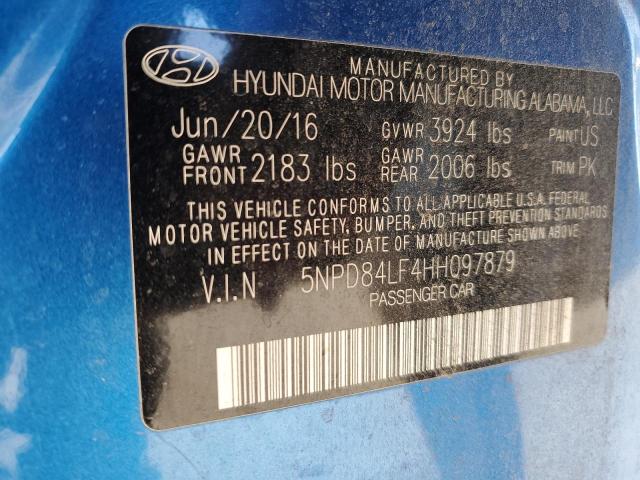 MANUFACTURED BY
HYUNDAI MOTOR MANUFACTURING ALABAMA, LLC
Jun/20/16 GVWR 3924 lbs PAINT US
GAWR FRONT 2183 lbs GAWR REAR 2006 lbs TRIM PK
THIS VEHICLE CONFORMS TO ALL APPLICABLE U.S.A. FEDERAL
MOTOR VEHICLE SAFETY, BUMPER, AND THEFT PREVENTION STANDARDS
IN EFFECT ON THE DATE OF MANUFACTURE SHOWN ABOVE.
V.I.N 5NPD84LF4HH097879
PASSENGER CAR